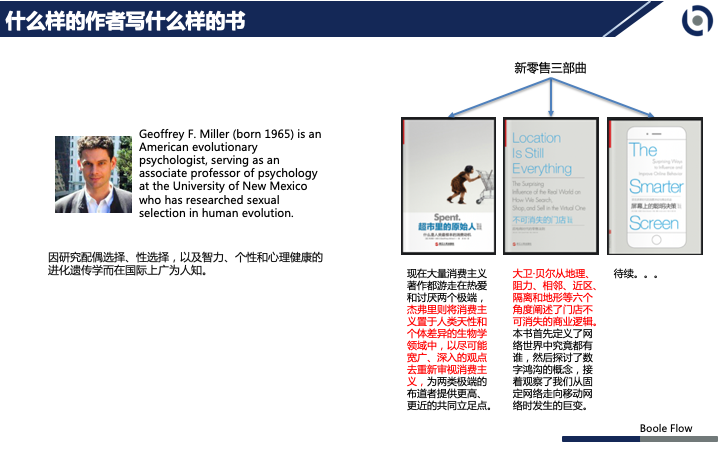 什么样的作者写什么样的书
Geoffrey F. Miller (born 1965) is an
American evolutionary
psychologist, serving as an
associate professor of psychology
at the University of New Mexico
who has researched sexual
selection in human evolution.
因研究配偶选择、性选择，以及智力、个性和心理健康的
进化遗传学而在国际上广为人知。
新零售三部曲
Spent.
超市里的原始人
Location
Is Still
Everything
The Surprising
Influence of the Real World on
How We Search,
Shop, and Sell in the Virtual One
不可消失的门店
The
Surprising Ways
to Influence and
Improve Online Behavior
Smarter
屏幕上的聪明决策
Screen
现在大量消费主义
著作都游走在热爱
和讨厌两个极端，
杰弗里则将消费主
义置于人类天性和
个体差异的生物学
领域中，以尽可能
宽广、深入的观点
去重新审视消费主
义，为两类极端的
布道者提供更高、
更近的共同立足点。
大卫·贝尔从地理、
阻力、相邻、近区、
隔离和地形等六个
角度阐述了门店不
可消失的商业逻辑。
本书首先定义了网
络世界中究竟都有
谁，然后探讨了数
字鸿沟的概念，接
着观察了我们从固
定网络走向移动网
络时发生的巨变。
待续。。。
Boole Flow